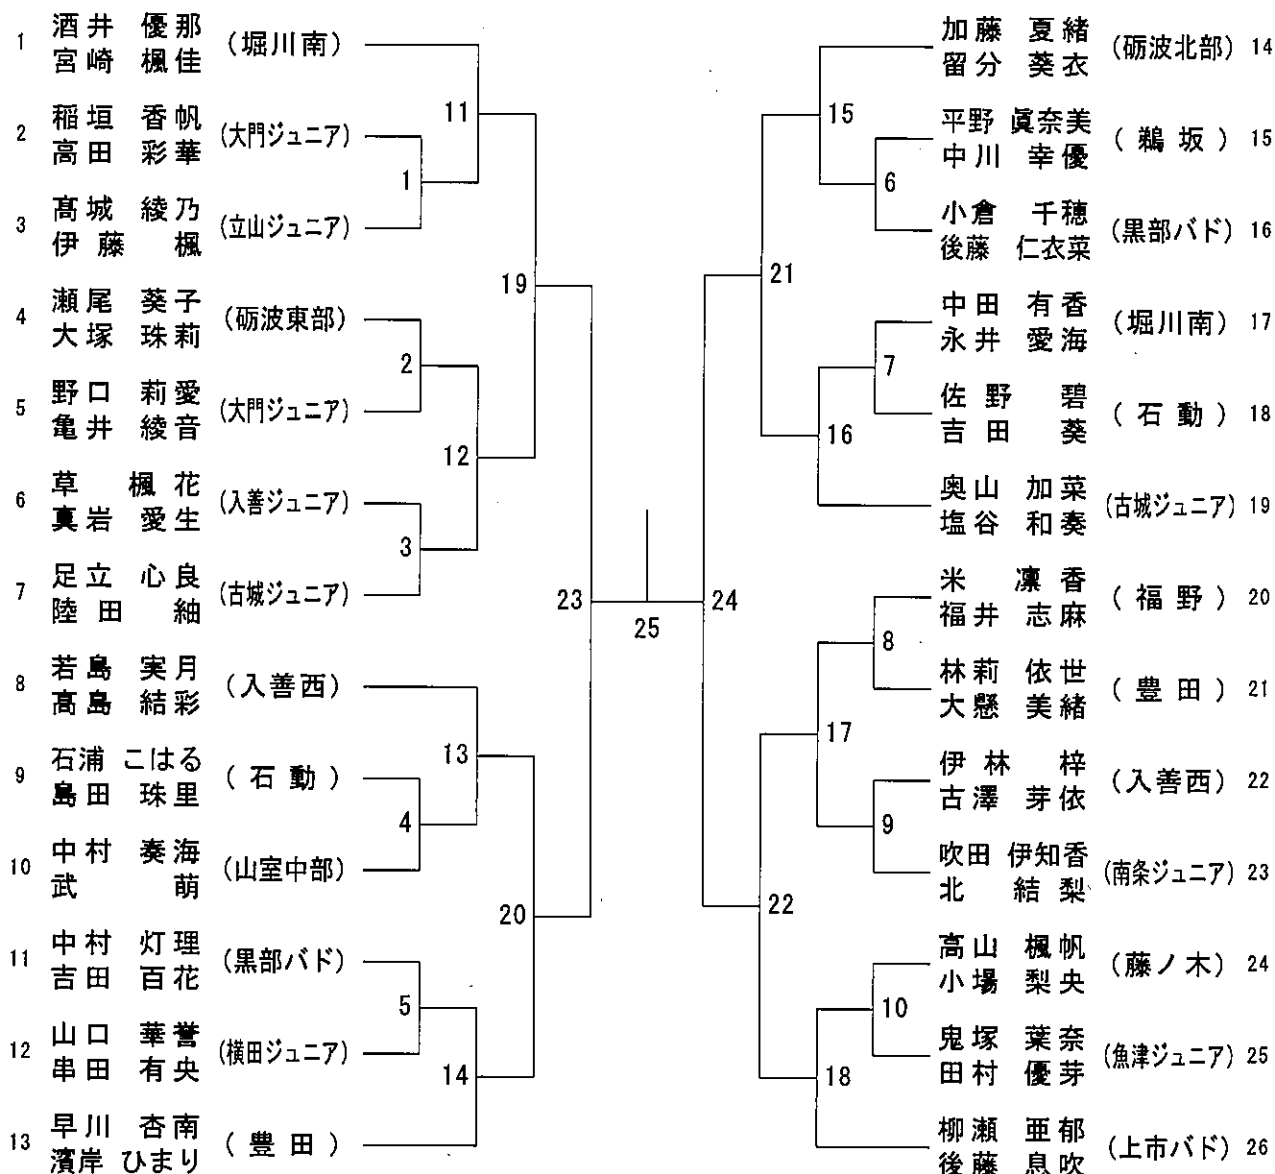 1 酒井 優那 (堀川南)
宮崎 楓佳
2 稲垣 香帆 (大門ジュニア)
高田 彩華
3 髙城 綾乃 (立山ジュニア)
伊藤 楓
4 瀬尾 葵子 (砺波東部)
大塚 珠莉
5 野口 莉愛 (大門ジュニア)
亀井 綾音
6 草 楓花 (入善ジュニア)
真岩 愛生
7 足立 心良 (古城ジュニア)
陸田 紬
8 若島 実月 (入善西)
髙島 結彩
9 石浦 こはる (石動)
島田 珠里
10 中村 奏海 (山室中部)
武 萌
11 中村 灯理 (黒部バド)
吉田 百花
12 山口 華誉 (横田ジュニア)
串田 有央
13 早川 杏南 (豊田)
濱岸 ひまり
11
1
19
2
12
3
23
13
4
20
5
14
25
24
15
6
21
7
16
8
17
9
22
10
18
加藤 夏緒 (砺波北部) 14
留分 葵衣
平野 眞奈美 (鵜坂) 15
中川 幸優
小倉 千穂 (黒部バド) 16
後藤 仁衣菜
中田 有香 (堀川南) 17
永井 愛海
佐野 碧 (石動) 18
吉田 葵
奥山 加菜 (古城ジュニア) 19
塩谷 和奏
米 凛香 (福野) 20
福井 志麻
林莉 依世 (豊田) 21
大懸 美緒
伊林 梓 (入善西) 22
古澤 芽依
吹田 伊知香 (南条ジュニア) 23
北 結梨
高山 楓帆 (藤ノ木) 24
小場 梨央
鬼塚 葉奈 (魚津ジュニア) 25
田村 優芽
柳瀬 亜郁 (上市バド) 26
後藤 息吹